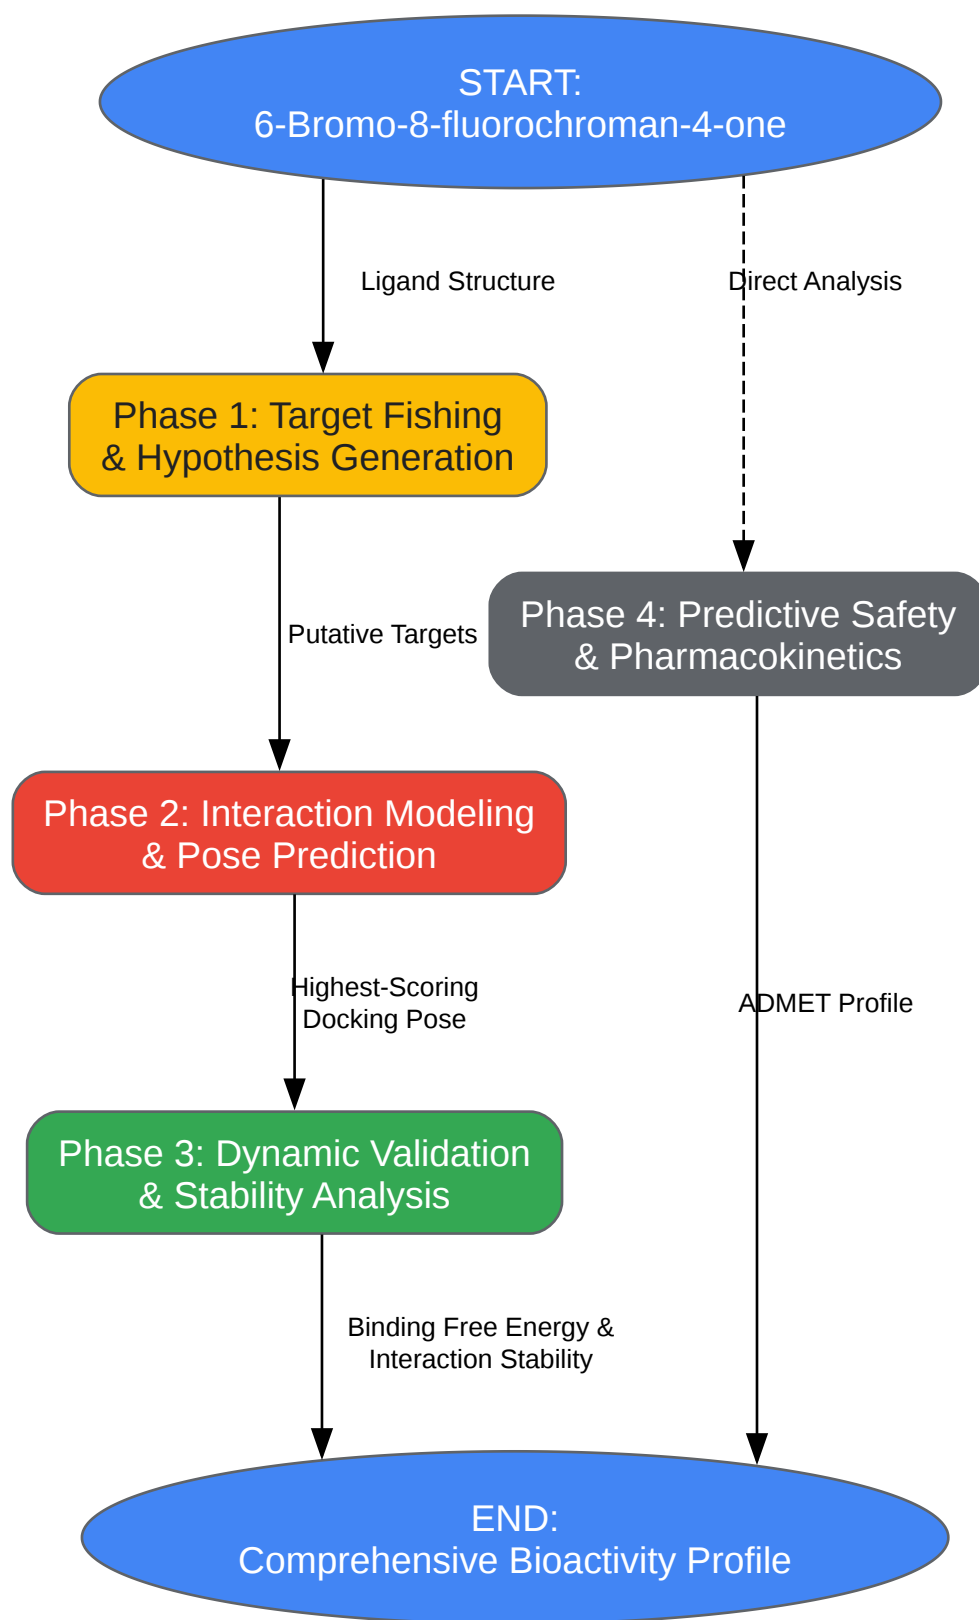 START:
6-Bromo-8-fluorochroman-4-one
Ligand Structure
Direct Analysis
Phase 1: Target Fishing
& Hypothesis Generation
Putative Targets
Phase 4: Predictive Safety
& Pharmacokinetics
Phase 2: Interaction Modeling
& Pose Prediction
Highest-Scoring
Docking Pose
ADMET Profile
Phase 3: Dynamic Validation
& Stability Analysis
Binding Free Energy &
Interaction Stability
END:
Comprehensive Bioactivity Profile